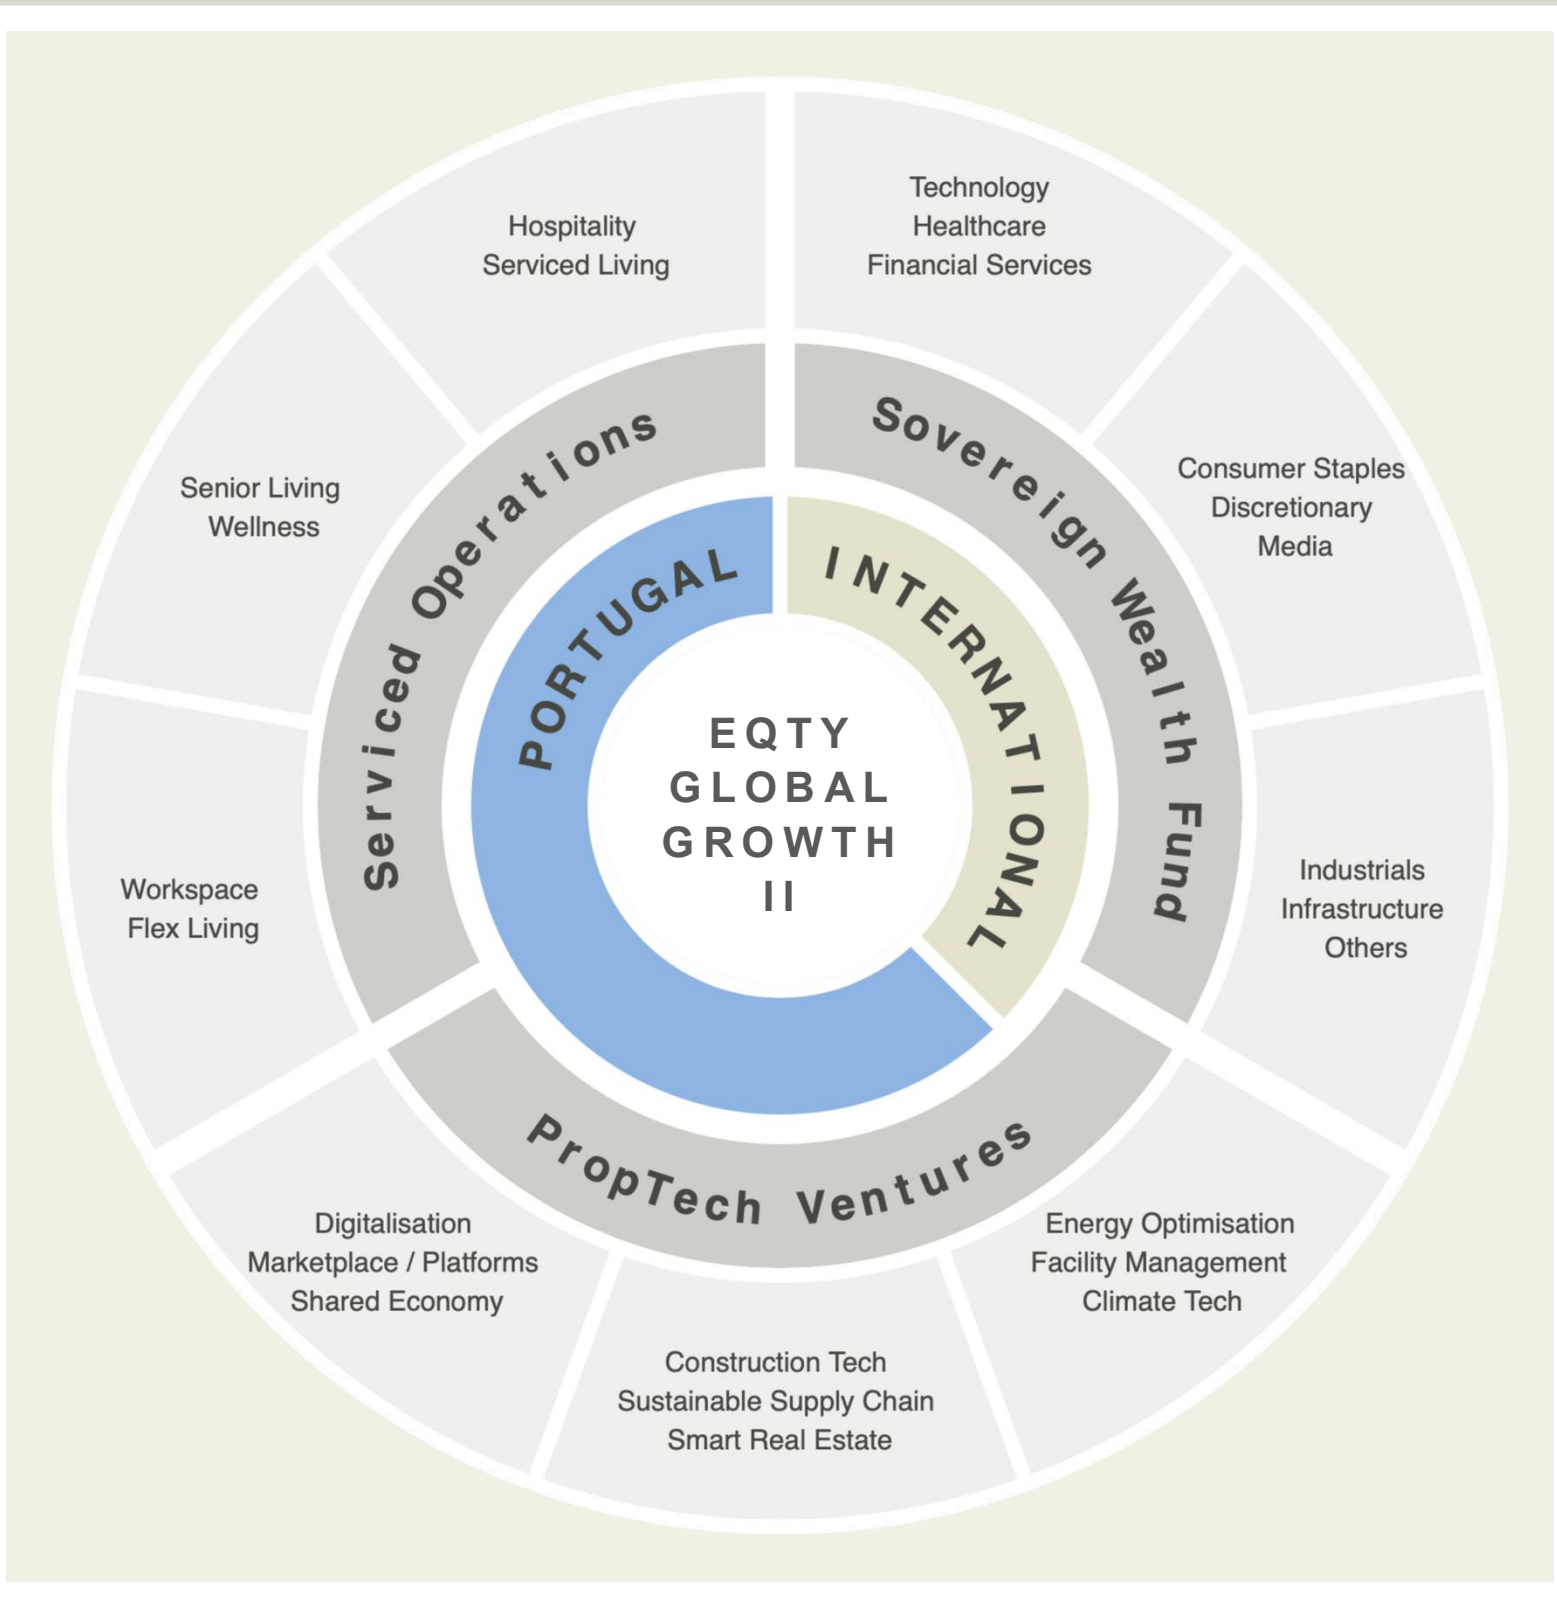 EQTY
GLOBAL
GROWTH
II
PORTUGAL
INTERNATIONAL
Serviced Operations
Sovereign Wealth Fund
PropTech Ventures
Hospitality
Serviced Living
Technology
Healthcare
Financial Services
Senior Living
Wellness
Consumer Staples
Discretionary
Media
Workspace
Flex Living
Industrials
Infrastructure
Others
Digitalisation
Marketplace / Platforms
Shared Economy
Construction Tech
Sustainable Supply Chain
Smart Real Estate
Energy Optimisation
Facility Management
Climate Tech